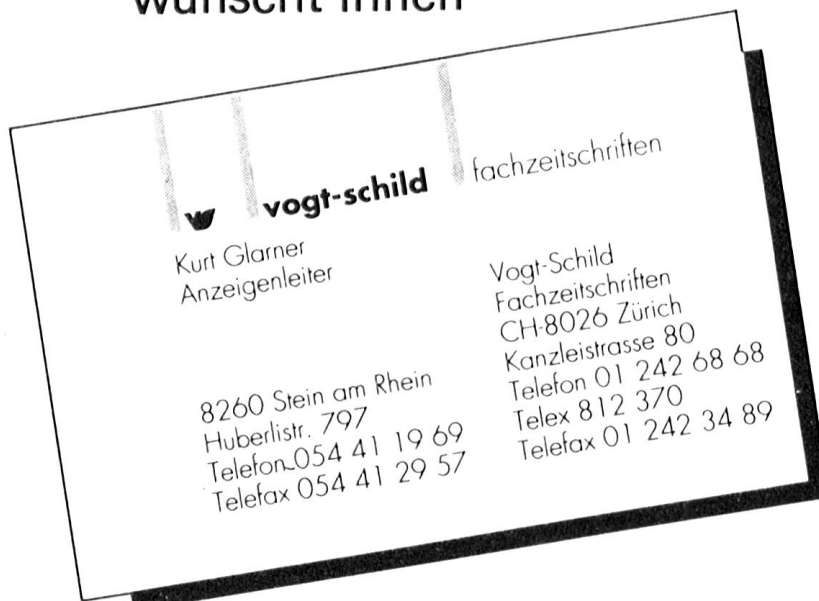 wünscht Ihnen
vogt-schild fachzeitschriften
Kurt Glarner
Anzeigenleiter
8260 Stein am Rhein
Huberlistr. 797
Telefon 054 41 19 69
Telefax 054 41 29 57
Vogt-Schild
Fachzeitschriften
CH-8026 Zürich
Kanzleistrasse 80
Telefon 01 242 68 68
Telex 812 370
Telefax 01 242 34 89